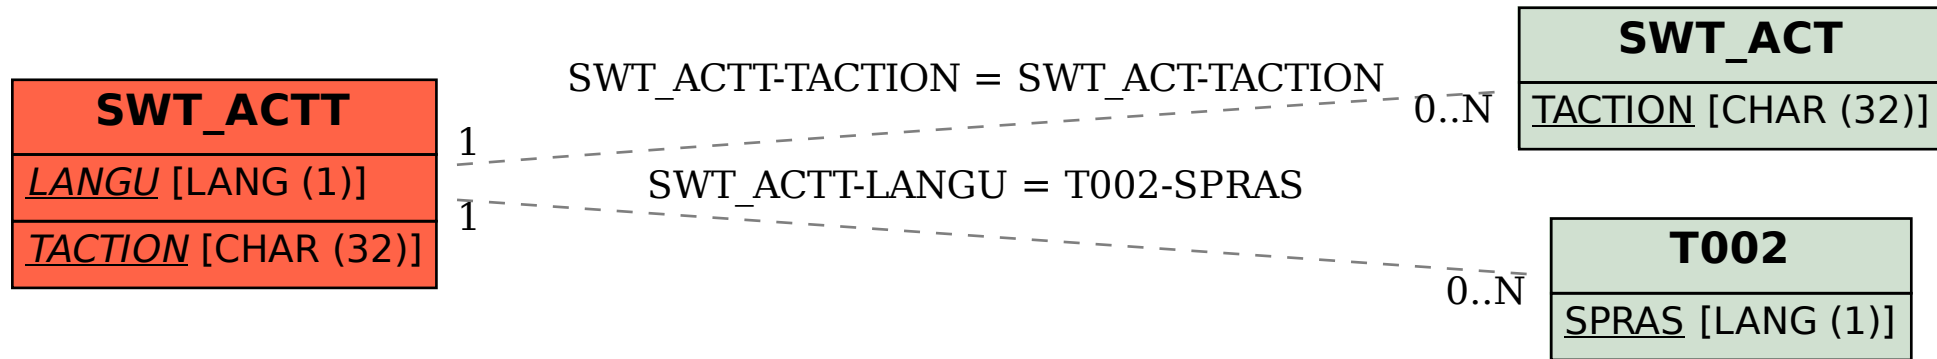 SWT_ACTT
LANGU [LANG (1)]
TACTION [CHAR (32)]
SWT_ACTT-TACTION = SWT_ACT-TACTION
1
0..N
SWT_ACTT-LANGU = T002-SPRAS
1
0..N
SWT_ACT
TACTION [CHAR (32)]
T002
SPRAS [LANG (1)]